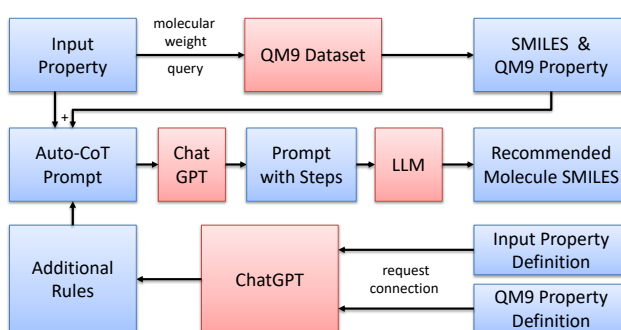 Input
Property
molecular
weight
query
QM9 Dataset
SMILES &
QM9 Property
+
Auto-CoT
Prompt
Chat
GPT
Prompt
with Steps
LLM
Recommended
Molecule SMILES
Additional
Rules
ChatGPT
request
connection
Input Property
Definition
QM9 Property
Definition